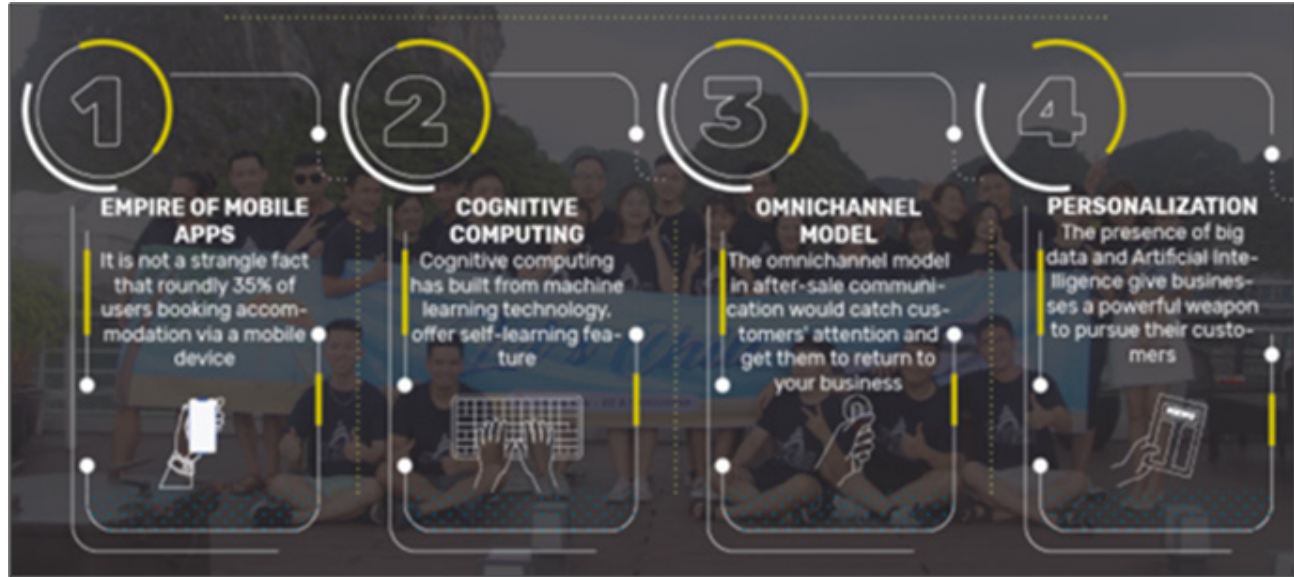 1
EMPIRE OF MOBILE
APPS
It is not a strangle fact
that roundly 35% of
users booking accom-
modation via a mobile
device
2
COGNITIVE
COMPUTING
Cognitive computing
has built from machine
learning technology,
offer self-learning fea-
ture
3
OMNICHANNEL
MODEL
The omnichannel model
in after-sale communi-
cation would catch cus-
tomers' attention and
get them to return to
your business
4
PERSONALIZATION
The presence of big
data and Artificial Inte-
lligence give busines-
ses a powerful weapon
to pursue their custo-
mers